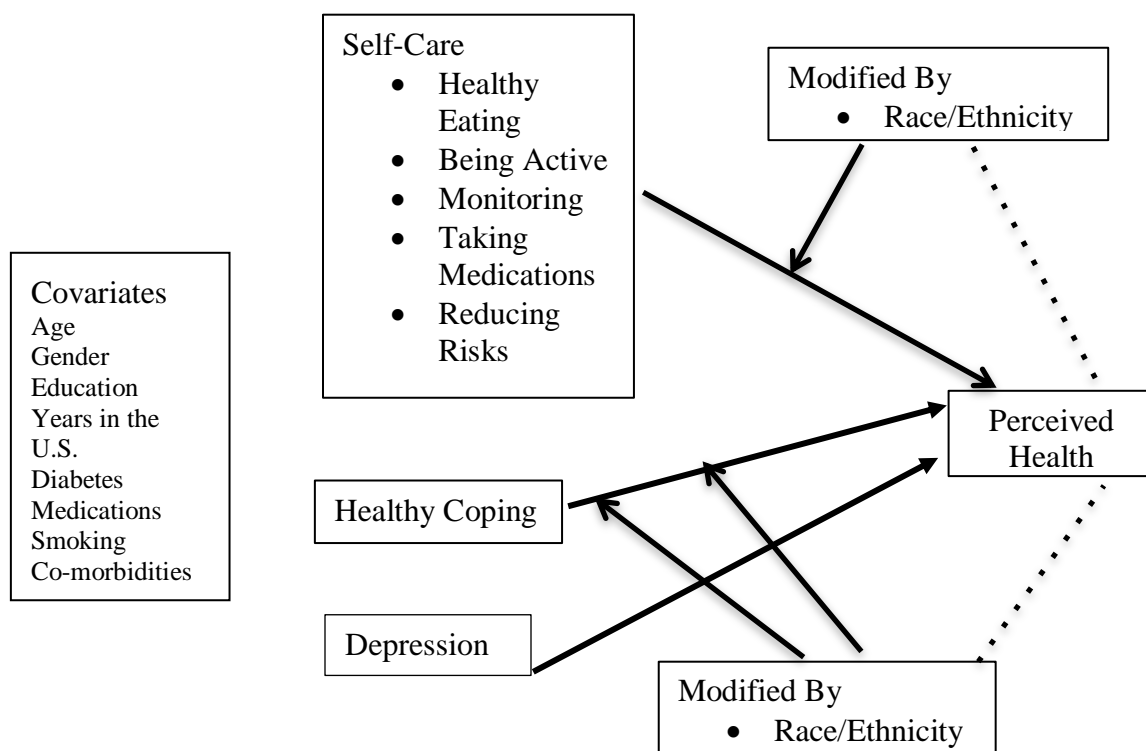 Self-Care
• Healthy
Eating
• Being Active
• Monitoring
• Taking
Medications
• Reducing
Risks
Modified By
• Race/Ethnicity
Covariates
Age
Gender
Education
Years in the
U.S.
Diabetes
Medications
Smoking
Co-morbidities
Perceived
Health
Healthy Coping
Depression
Modified By
• Race/Ethnicity